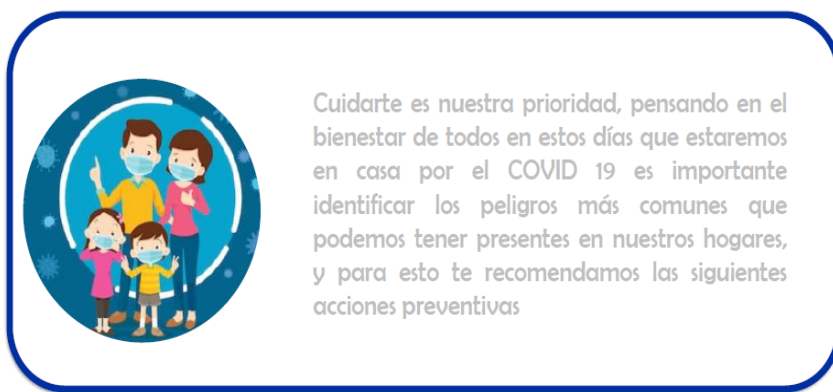 Cuidarte es nuestra prioridad, pensando en el
bienestar de todos en estos días que estaremos
en casa por el COVID 19 es importante
identificar los peligros más comunes que
podemos tener presentes en nuestros hogares,
y para esto te recomendamos las siguientes
acciones preventivas